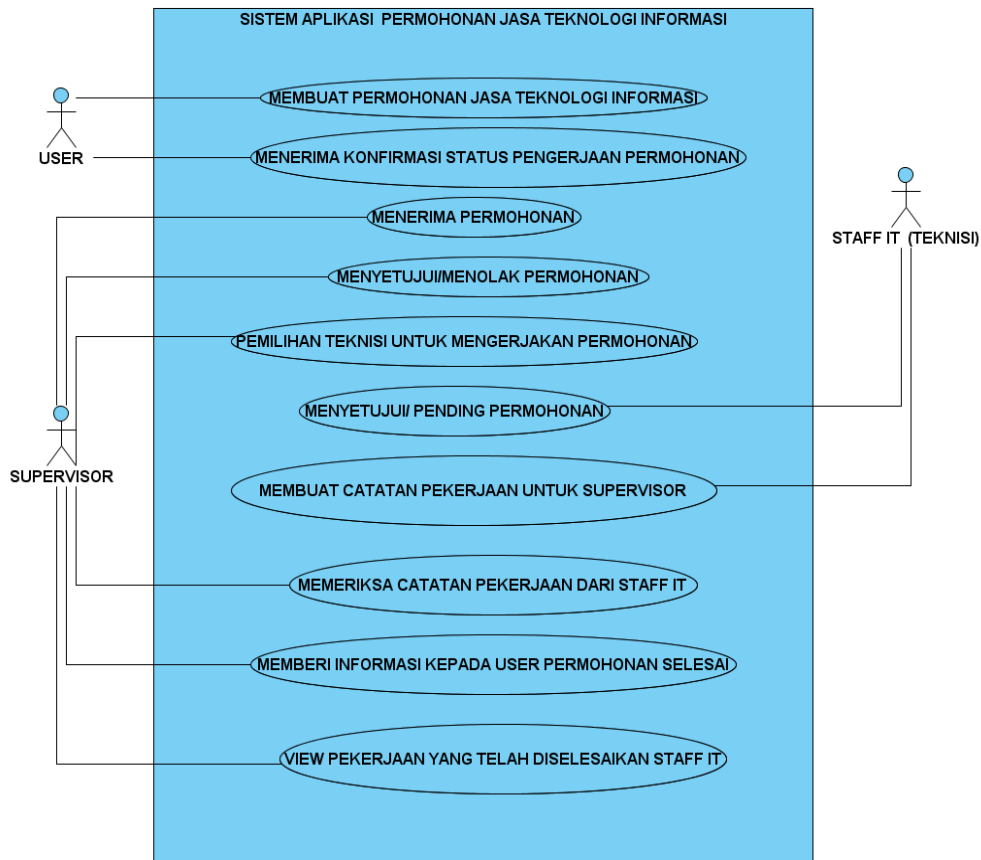 SISTEM APLIKASI PERMOHONAN JASA TEKNOLOGI INFORMASI
MEMBUAT PERMOHONAN JASA TEKNOLOGI INFORMASI
USER
MENERIMA KONFIRMASI STATUS PENGERJAAN PERMOHONAN
MENERIMA PERMOHONAN
STAFF IT (TEKNISI)
MENYETUJUI/MENOLAK PERMOHONAN
PEMILIHAN TEKNISI UNTUK MENGERJAKAN PERMOHONAN
MENYETUJUI/ PENDING PERMOHONAN
SUPERVISOR
MEMBUAT CATATAN PEKERJAAN UNTUK SUPERVISOR
MEMERIKSA CATATAN PEKERJAAN DARI STAFF IT
MEMBERI INFORMASI KEPADA USER PERMOHONAN SELESAI
VIEW PEKERJAAN YANG TELAH DISELESAIKAN STAFF IT